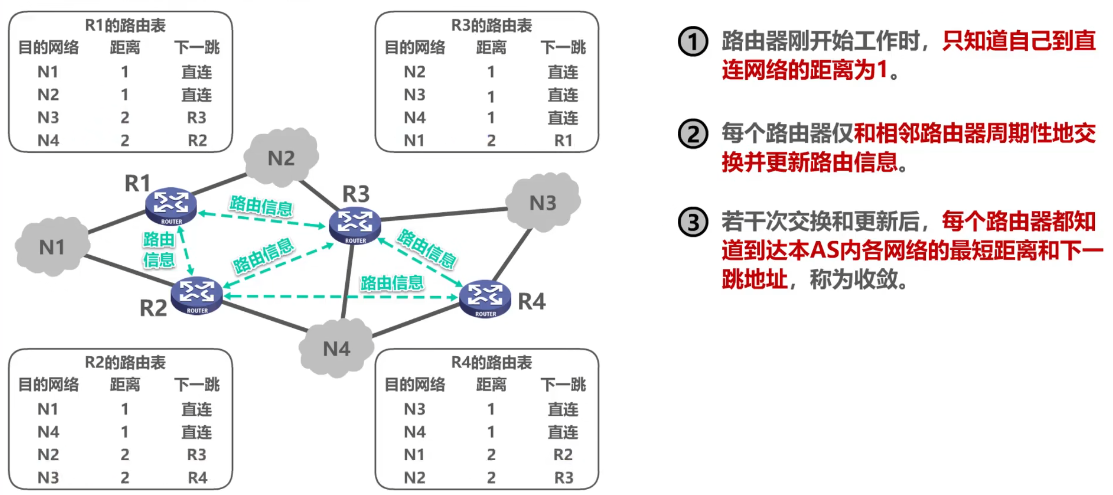 R1的路由表
目的网络 距离 下一跳
N1 1 直连
N2 1 直连
N3 2 R3
N4 2 R2
R3的路由表
目的网络 距离 下一跳
N2 1 直连
N3 1 直连
N4 1 直连
N1 2 R1
N2
R1
ROUTER
路由信息
R3
ROUTER
N3
N1
路由
信息
路由信息
路由信息
路由信息
R2
ROUTER
R4
ROUTER
N4
R2的路由表
目的网络 距离 下一跳
N1 1 直连
N4 1 直连
N2 2 R3
N3 2 R4
R4的路由表
目的网络 距离 下一跳
N3 1 直连
N4 1 直连
N1 2 R2
N2 2 R3
1 路由器刚开始工作时，只知道自己到直
连网络的距离为1。
2 每个路由器仅和相邻路由器周期性地交
换并更新路由信息。
3 若干次交换和更新后，每个路由器都知
道到达本AS内各网络的最短距离和下一
跳地址，称为收敛。